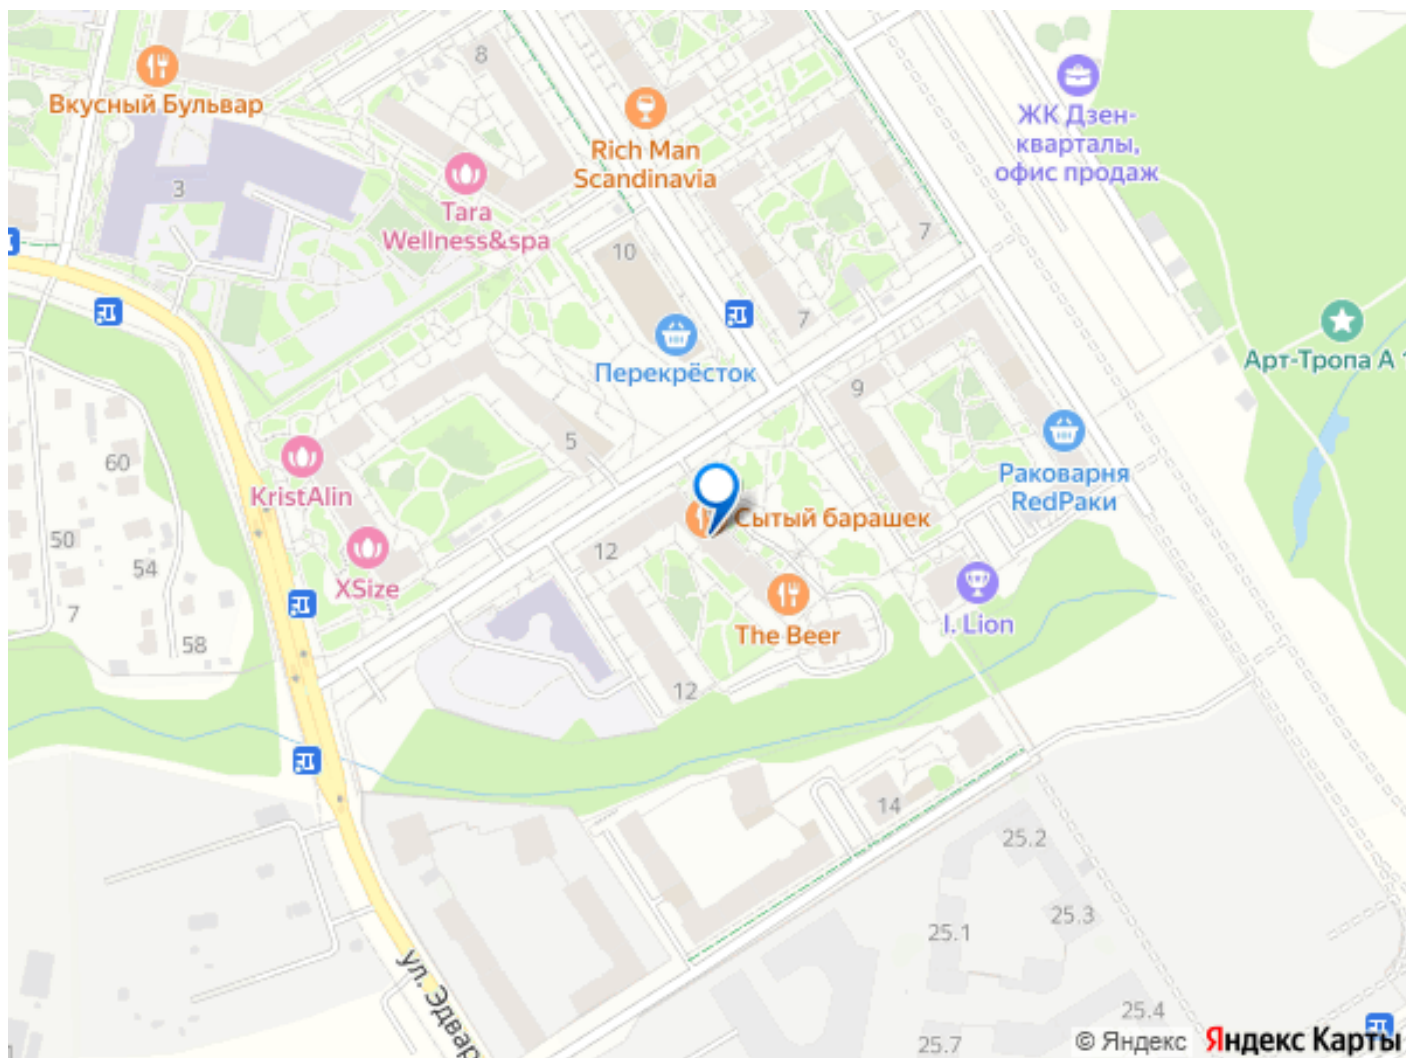 8
Вкусный Бульвар
ЖК Дзен-
кварталы,
офис продаж
Rich Man
Scandinavia
3
Tara
Wellness&spa
7
10
7
Арт-Тропа А 1
Перекрёсток
9
5
60
KristAlin
Раковарня
RedРаки
Сытый барашек
50
12
54
XSize
7
58
The Beer
I. Lion
12
14
25.2
25.3
25.1
ул. Эдвар
25.4
25.7
© Яндекс Яндекс Карты